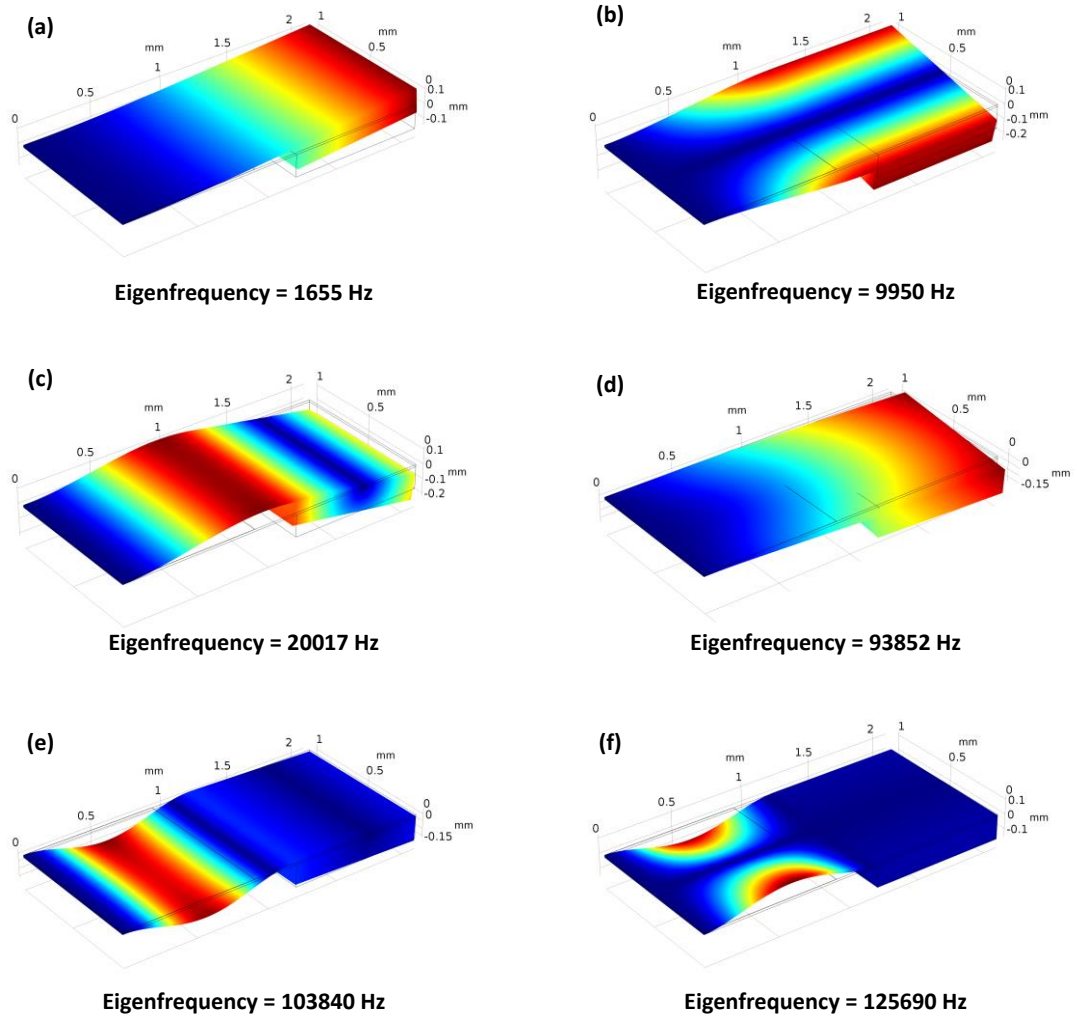 (a)
0
0.5
1
mm
1.5
2
1
mm
0.5
0
0.1
0
-0.1
mm
Eigenfrequency = 1655 Hz
(b)
0
0.5
1
mm
1.5
2
1
mm
0.5
0
0.1
0
-0.1
-0.2
mm
Eigenfrequency = 9950 Hz
(c)
0
0.5
1
mm
1.5
2
1
mm
0.5
0
0.1
0
-0.1
-0.2
mm
Eigenfrequency = 20017 Hz
(d)
0
0.5
1
mm
1.5
2
1
mm
0.5
0
0
-0.15
mm
Eigenfrequency = 93852 Hz
(e)
0
0.5
1
mm
1.5
2
1
mm
0.5
0
0
-0.15
mm
Eigenfrequency = 103840 Hz
(f)
0
0.5
1
mm
1.5
2
1
mm
0.5
0
0.1
0
-0.1
mm
Eigenfrequency = 125690 Hz